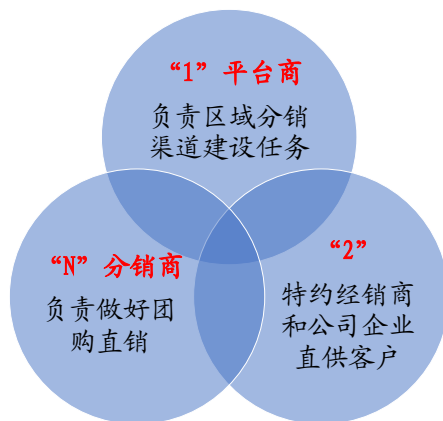 “1”平台商
负责区域分销
渠道建设任务
“N”分销商
负责做好团
购直销
“2”
特约经销商
和公司企业
直供客户